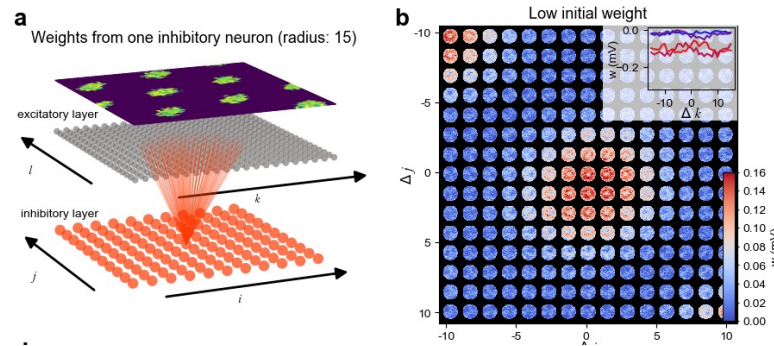 a
Weights from one inhibitory neuron (radius: 15)
excitatory layer
l
k
inhibitory layer
j
i
b
Low initial weight
-10
-5
0
5
10
Δ j
-10
-5
0
5
10
0.0
-0.2
w (mV)
-10
0
10
Δ k
0.16
0.14
0.12
0.10
0.08
0.06
0.04
0.02
0.00